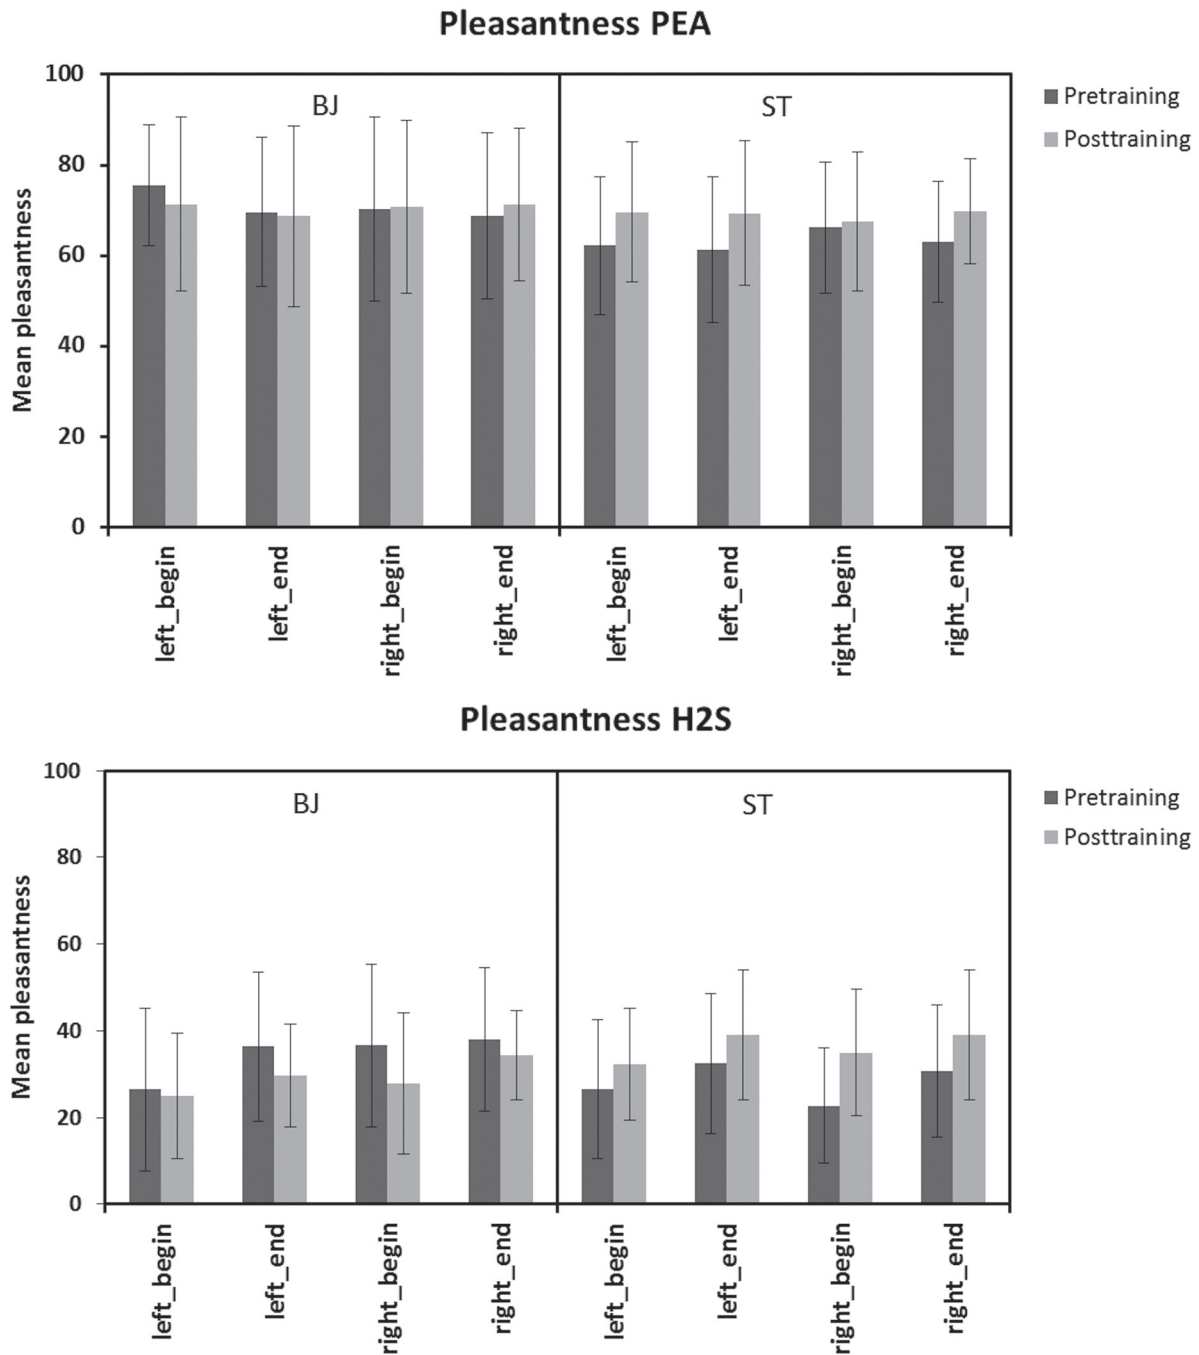 Pleasantness PEA
Mean pleasantness
100
80
60
40
20
0
BJ
ST
Pretraining
Posttraining
left_begin
left_end
right_begin
right_end
left_begin
left_end
right_begin
right_end
Pleasantness H2S
Mean pleasantness
100
80
60
40
20
0
BJ
ST
Pretraining
Posttraining
left_begin
left_end
right_begin
right_end
left_begin
left_end
right_begin
right_end